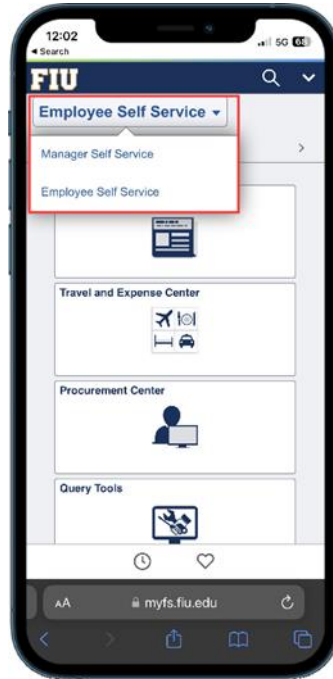 12:02
Search
5G 68
FIU
Employee Self Service
Manager Self Service
Employee Self Service
Travel and Expense Center
Procurement Center
Query Tools
AA
myfs.fiu.edu